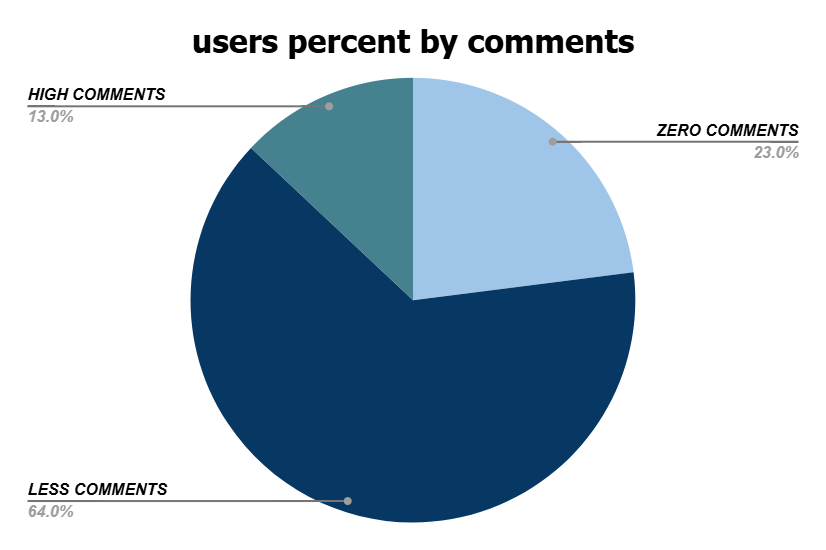 users percent by comments
HIGH COMMENTS
13.0%
ZERO COMMENTS
23.0%
LESS COMMENTS
64.0%